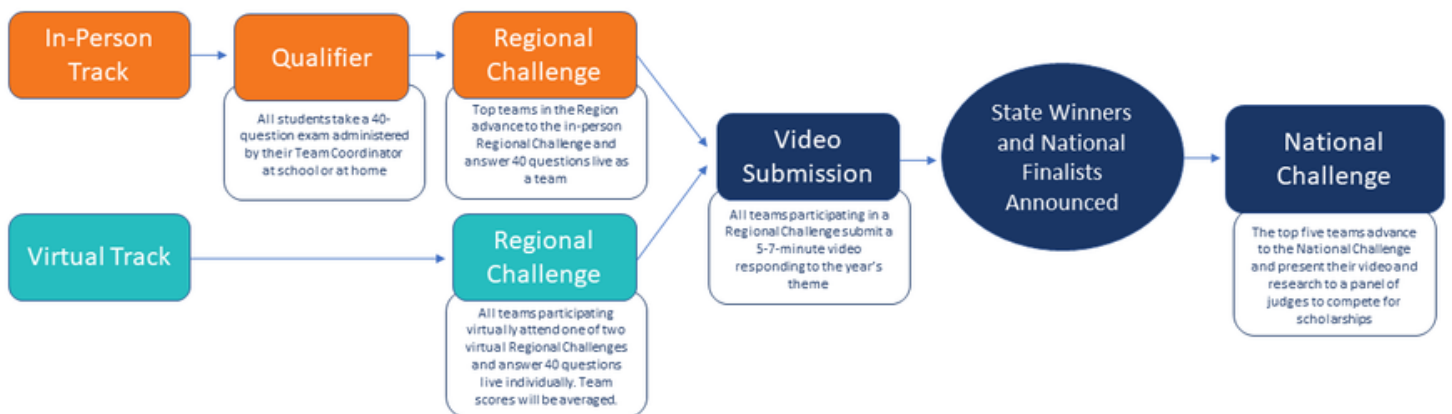 In-Person
Track
Qualifier
All students take a 40-
question exam administered
by their Team Coordinator
at school or at home
Regional
Challenge
Top teams in the Region
advance to the in-person
Regional Challenge and
answer 40 questions live as
a team
Virtual Track
Regional
Challenge
All teams participating
virtually attend one of two
virtual Regional Challenges
and answer 40 questions
live individually. Team
scores will be averaged.
Video
Submission
All teams participating in a
Regional Challenge submit a
5-7-minute video
responding to the year's
theme
State Winners
and National
Finalists
Announced
National
Challenge
The top five teams advance
to the National Challenge
and present their video and
research to a panel of
judges to compete for
scholarships